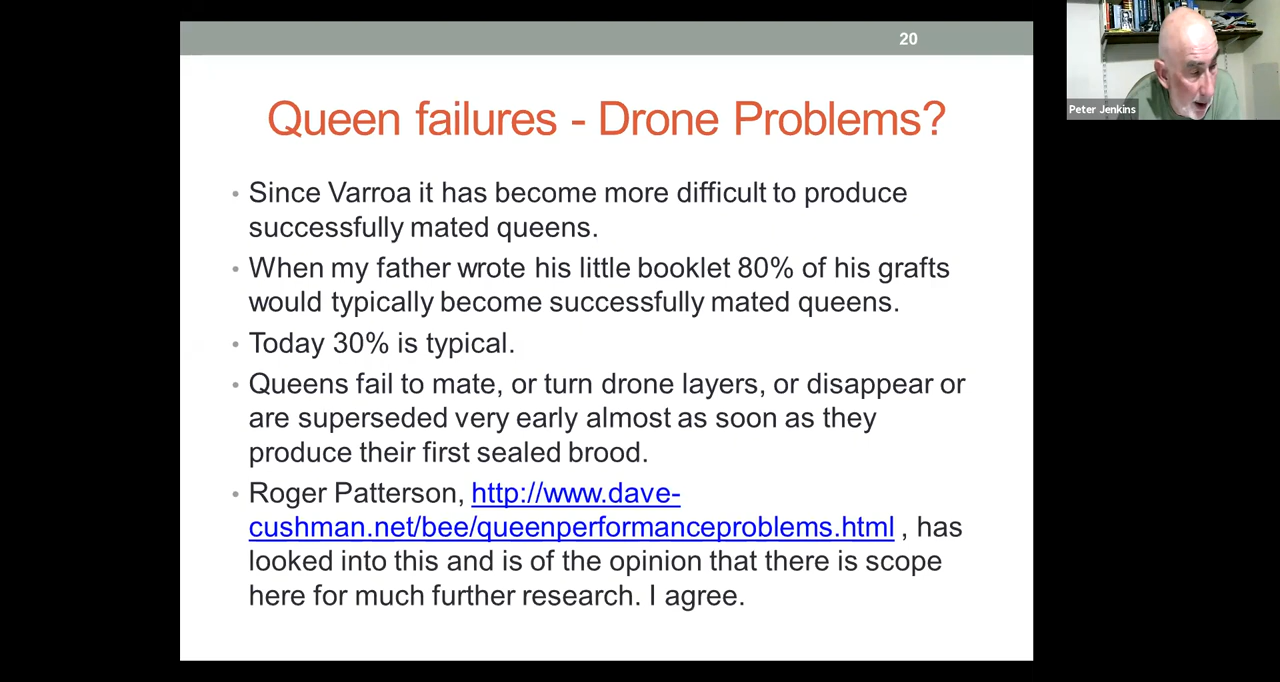 20
Peter Jenkins
Queen failures - Drone Problems?
• Since Varroa it has become more difficult to produce
successfully mated queens.
• When my father wrote his little booklet 80% of his grafts
would typically become successfully mated queens.
• Today 30% is typical.
• Queens fail to mate, or turn drone layers, or disappear or
are superseded very early almost as soon as they
produce their first sealed brood.
• Roger Patterson, http://www.dave-
cushman.net/bee/queenperformanceproblems.html , has
looked into this and is of the opinion that there is scope
here for much further research. I agree.